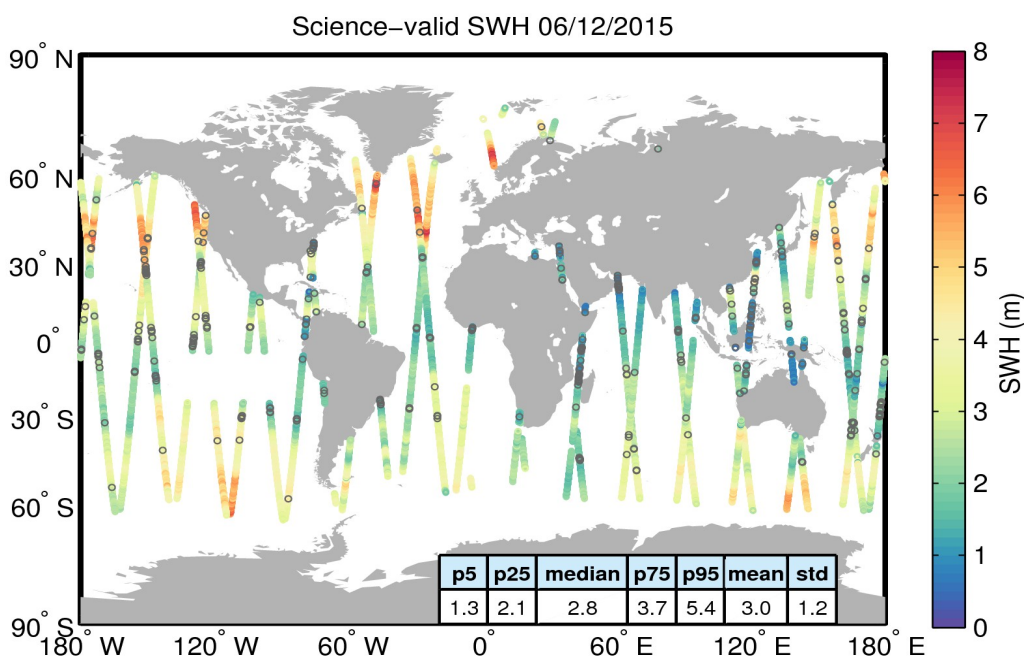 Science−valid SWH 06/12/2015
90° N
60° N
30° N
0°
30° S
60° S
90° S
180° W
120° W
60° W
0°
60° E
120° E
180° E
p5 p25 median p75 p95 mean std
1.3 2.1 2.8 3.7 5.4 3.0 1.2
8
7
6
5
4
3
2
1
0
SWH (m)